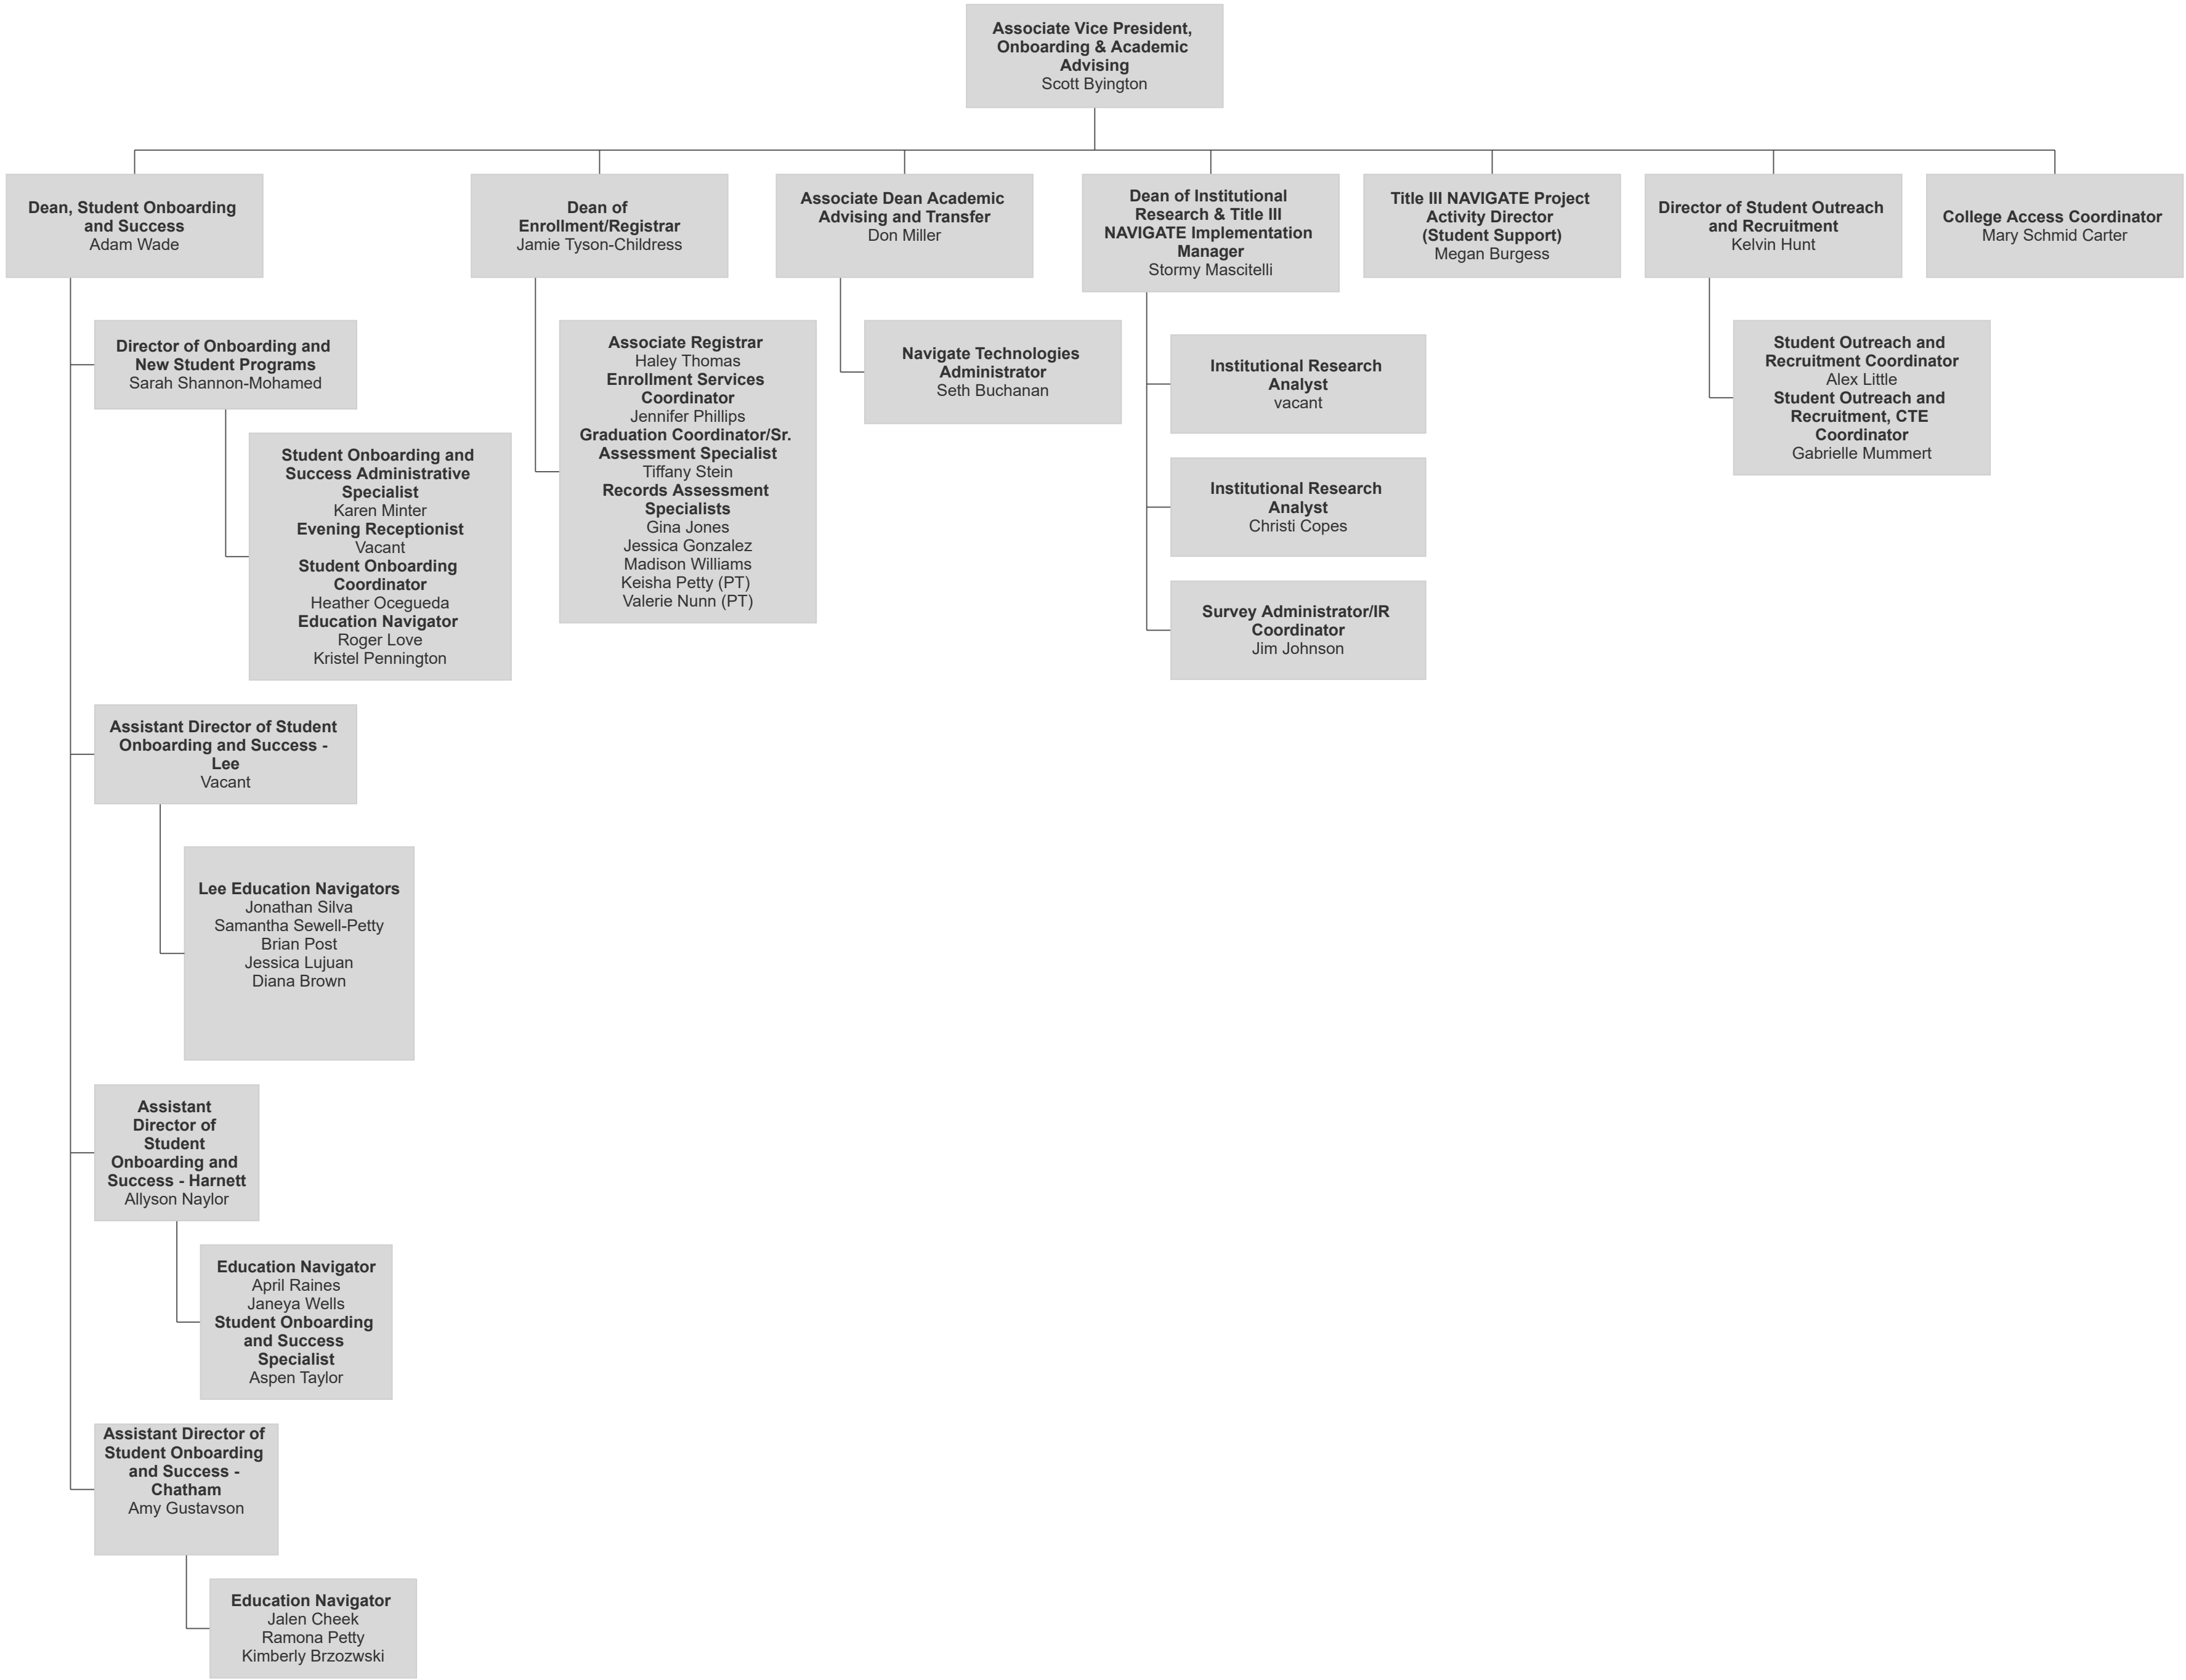 Associate Vice President,
Onboarding & Academic
Advising
Scott Byington
Dean, Student Onboarding
and Success
Adam Wade
Dean of
Enrollment/Registrar
Jamie Tyson-Childress
Associate Dean Academic
Advising and Transfer
Don Miller
Dean of Institutional
Research & Title III
NAVIGATE Implementation
Manager
Stormy Mascitelli
Title III NAVIGATE Project
Activity Director
(Student Support)
Megan Burgess
Director of Student Outreach
and Recruitment
Kelvin Hunt
College Access Coordinator
Mary Schmid Carter
Director of Onboarding and
New Student Programs
Sarah Shannon-Mohamed
Student Onboarding and
Success Administrative
Specialist
Karen Minter
Evening Receptionist
Vacant
Student Onboarding
Coordinator
Heather Ocegueda
Education Navigator
Roger Love
Kristel Pennington
Associate Registrar
Haley Thomas
Enrollment Services
Coordinator
Jennifer Phillips
Graduation Coordinator/Sr.
Assessment Specialist
Tiffany Stein
Records Assessment
Specialists
Gina Jones
Jessica Gonzalez
Madison Williams
Keisha Petty (PT)
Valerie Nunn (PT)
Navigate Technologies
Administrator
Seth Buchanan
Institutional Research
Analyst
vacant
Institutional Research
Analyst
Christi Copes
Survey Administrator/IR
Coordinator
Jim Johnson
Student Outreach and
Recruitment Coordinator
Alex Little
Student Outreach and
Recruitment, CTE
Coordinator
Gabrielle Mummert
Assistant Director of Student
Onboarding and Success -
Lee
Vacant
Lee Education Navigators
Jonathan Silva
Samantha Sewell-Petty
Brian Post
Jessica Lujuan
Diana Brown
Assistant
Director of
Student
Onboarding and
Success - Harnett
Allyson Naylor
Education Navigator
April Raines
Janeya Wells
Student Onboarding
and Success
Specialist
Aspen Taylor
Assistant Director of
Student Onboarding
and Success -
Chatham
Amy Gustavson
Education Navigator
Jalen Cheek
Ramona Petty
Kimberly Brzozwski